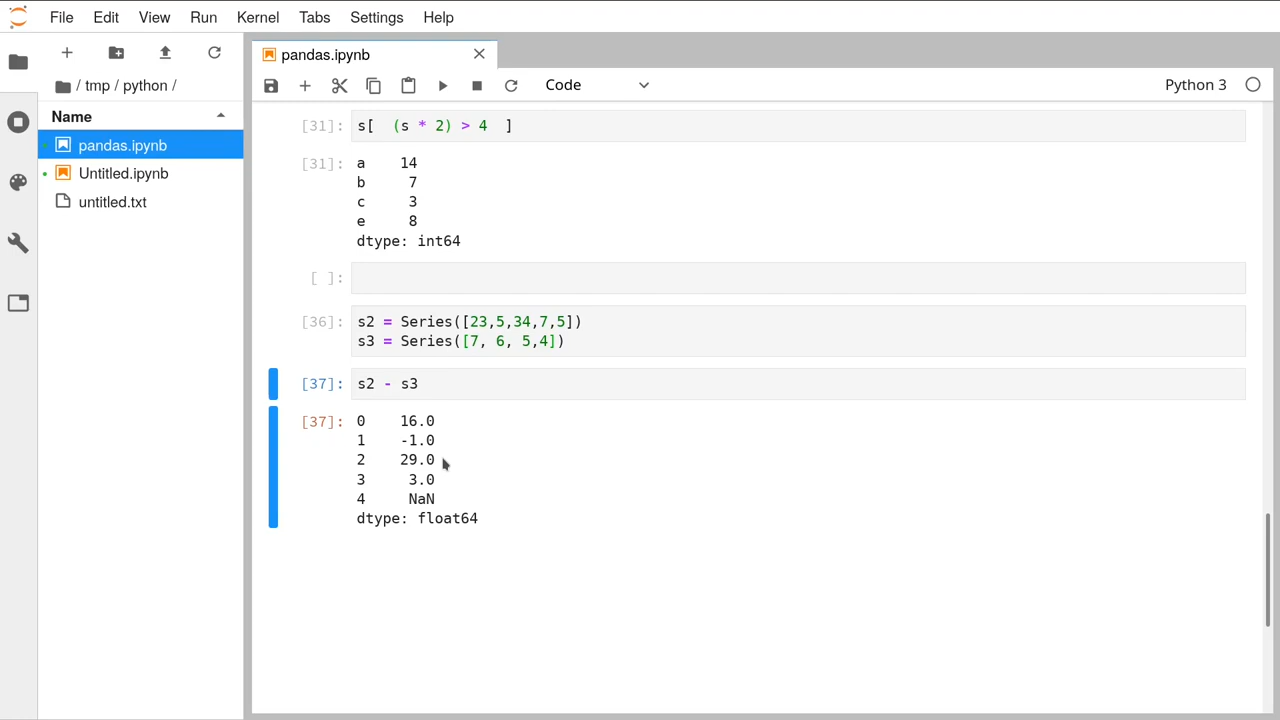 File Edit View Run Kernel Tabs Settings Help
/ tmp / python /
Name
pandas.ipynb
Untitled.ipynb
untitled.txt
pandas.ipynb
Code
Python 3
[31]: s[  (s * 2) > 4  ]
[31]: a    14
b     7
c     3
e     8
dtype: int64
[ ]:
[36]: s2 = Series([23,5,34,7,5])
s3 = Series([7, 6, 5,4])
[37]: s2 - s3
[37]: 0    16.0
1    -1.0
2    29.0
3     3.0
4     NaN
dtype: float64